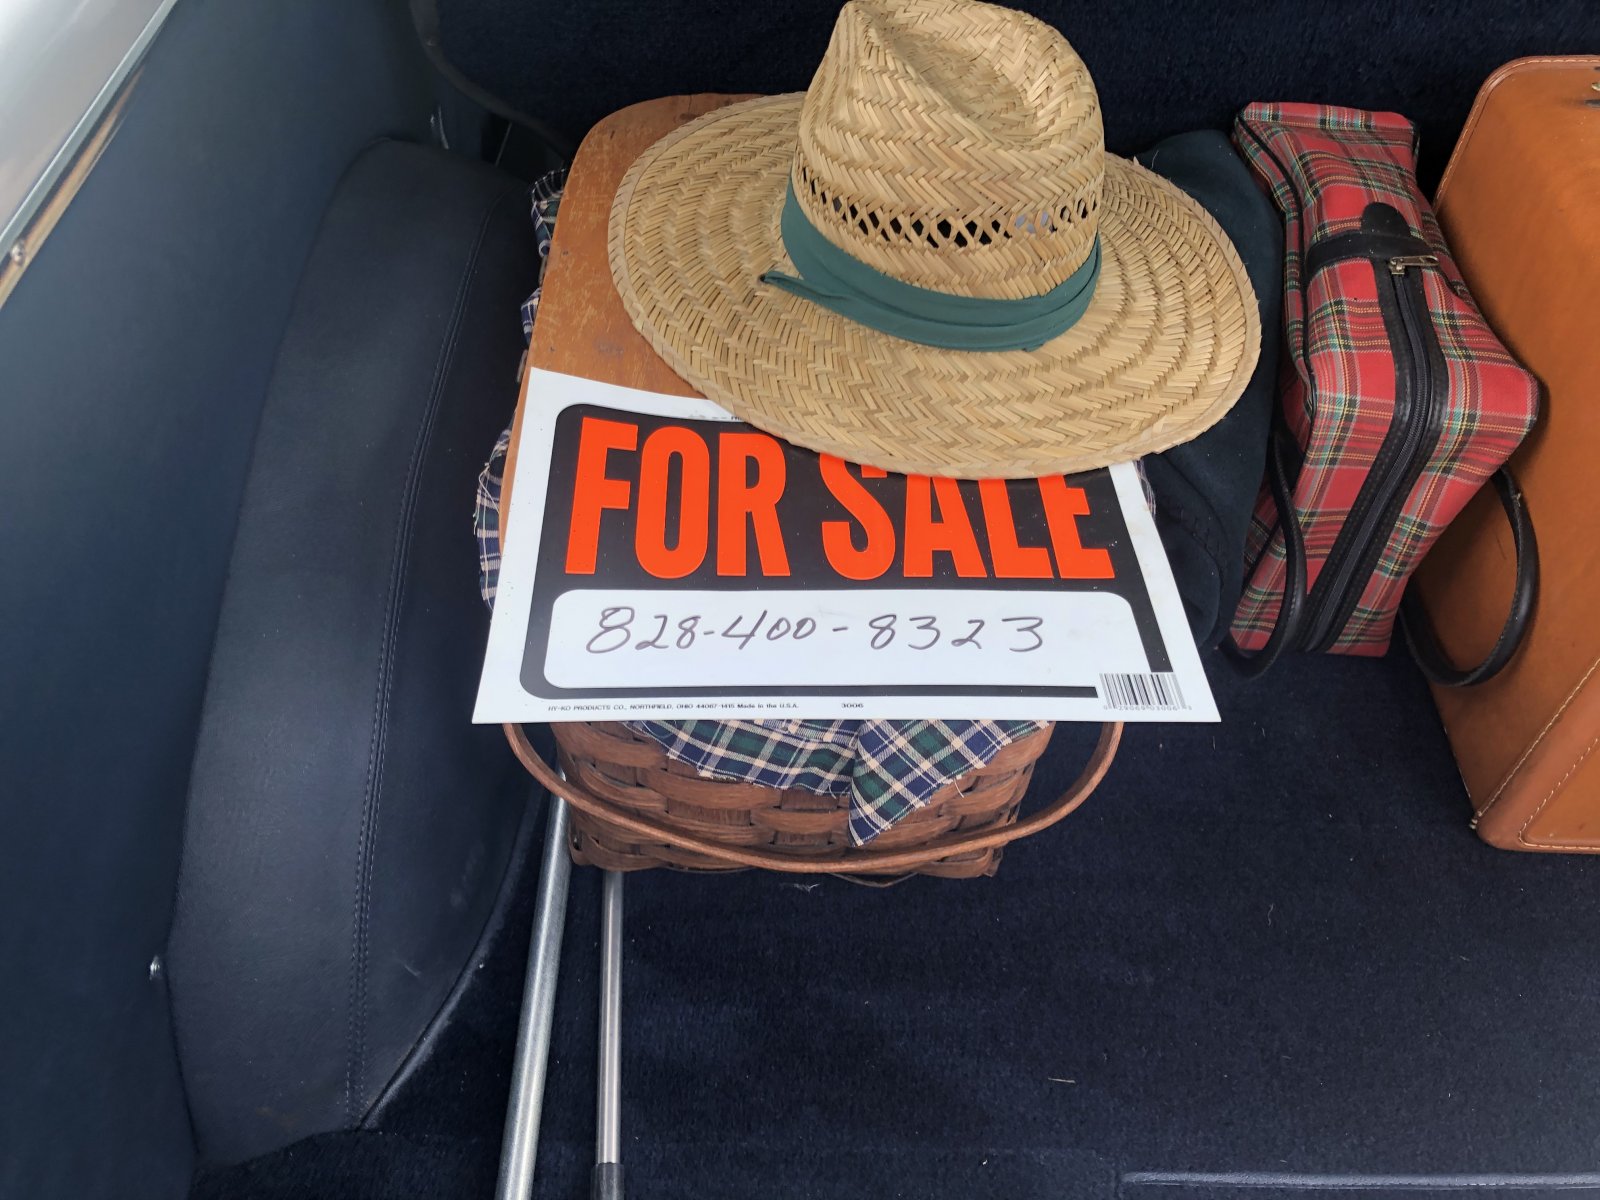 FOR SALE
828-400-8323
HY-KO PRODUCTS CO., NORTHFIELD, OHIO 44067-1415 Made in the U.S.A. 3006